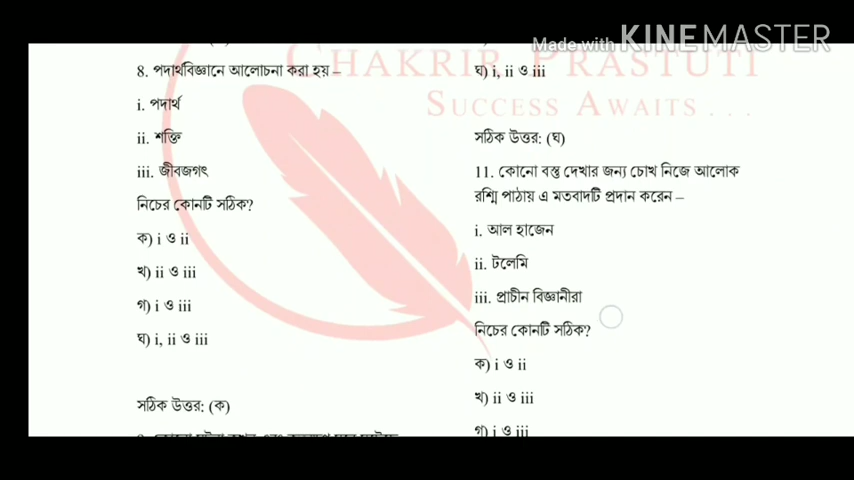 Made with KINEMASTER
CHAKRIR PRASTUTI
SUCCESS AWAITS . . .
8. পদার্থবিজ্ঞানে আলোচনা করা হয় –
i. পদার্থ
ii. শক্তি
iii. জীবজগৎ
নিচের কোনটি সঠিক?
ক) i ও ii
খ) ii ও iii
গ) i ও iii
ঘ) i, ii ও iii
সঠিক উত্তর: (ক)
ঘ) i, ii ও iii
সঠিক উত্তর: (ঘ)
11. কোনো বস্তু দেখার জন্য চোখ নিজে আলোক
রশ্মি পাঠায় এ মতবাদটি প্রদান করেন –
i. আল হাজেন
ii. টলেমি
iii. প্রাচীন বিজ্ঞানীরা
নিচের কোনটি সঠিক?
ক) i ও ii
খ) ii ও iii
গ) i ও iii